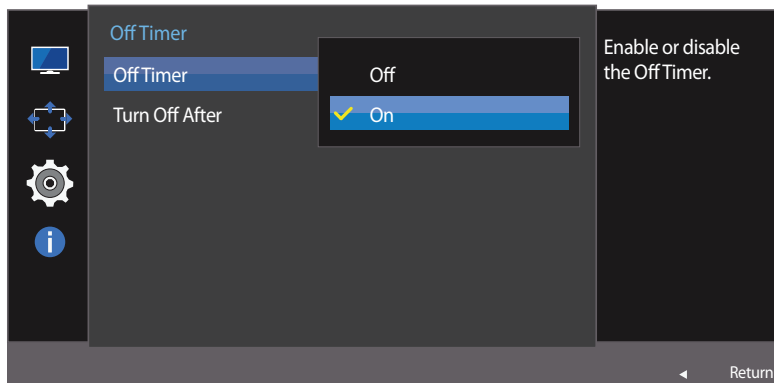 Off Timer
Off Timer
Turn Off After
Off
On
Enable or disable
the Off Timer.
Return